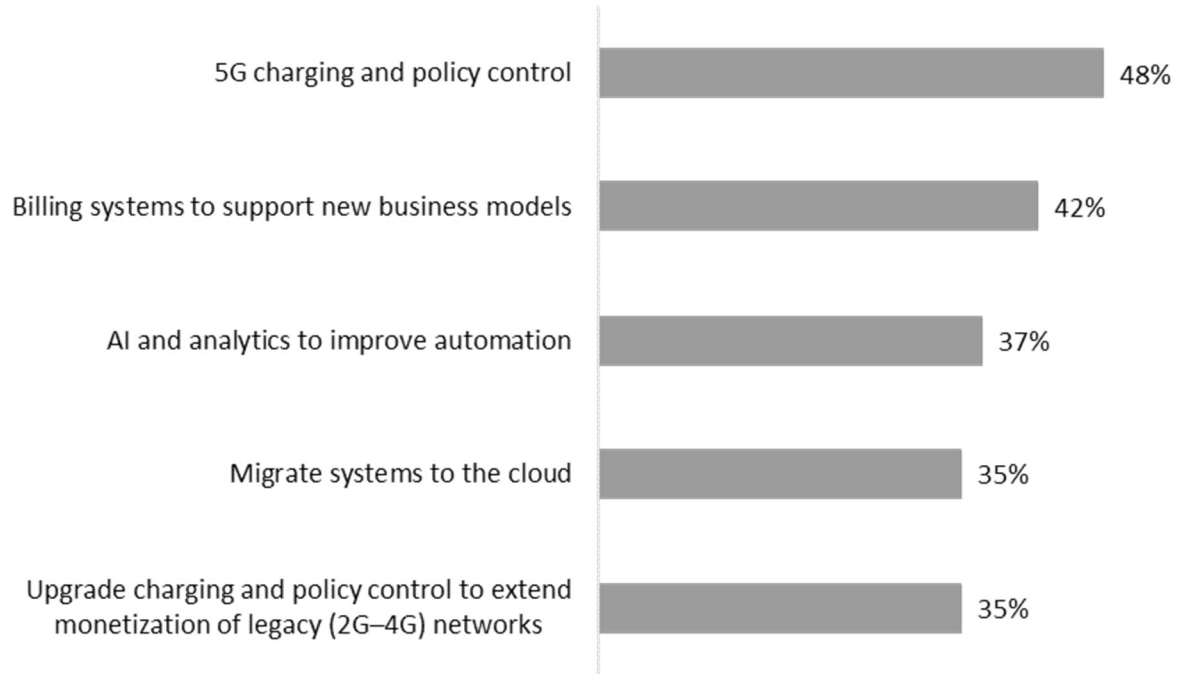 5G charging and policy control
48%
Billing systems to support new business models
42%
AI and analytics to improve automation
37%
Migrate systems to the cloud
35%
Upgrade charging and policy control to extend
monetization of legacy (2G–4G) networks
35%